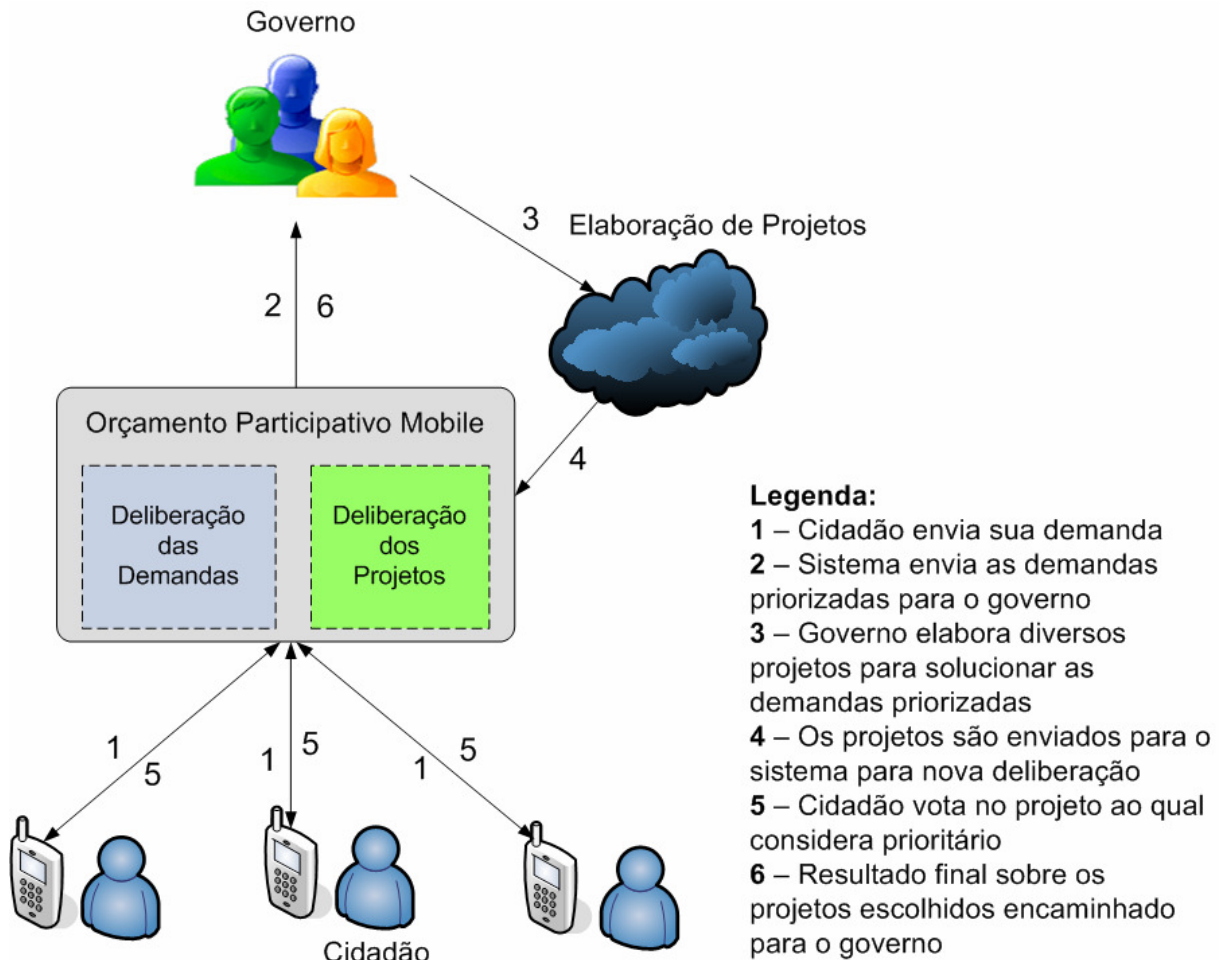 Governo
3
Elaboração de Projetos
2
6
Orçamento Participativo Mobile
4
Deliberação
das
Demandas
Deliberação
dos
Projetos
1
5
1
5
1
5
Cidadão
Legenda:
1 – Cidadão envia sua demanda
2 – Sistema envia as demandas
priorizadas para o governo
3 – Governo elabora diversos
projetos para solucionar as
demandas priorizadas
4 – Os projetos são enviados para o
sistema para nova deliberação
5 – Cidadão vota no projeto ao qual
considera prioritário
6 – Resultado final sobre os
projetos escolhidos encaminhado
para o governo